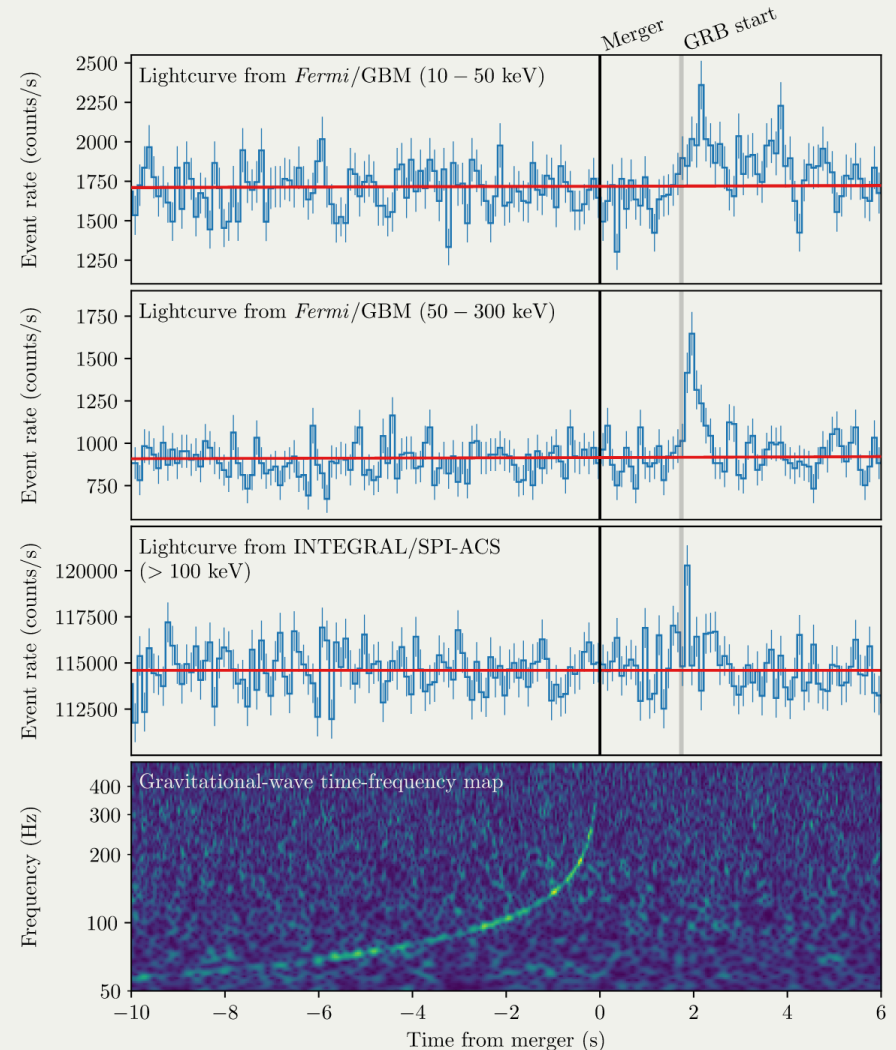 Merger
GRB start
Lightcurve from Fermi/GBM (10 − 50 keV)
Event rate (counts/s)
2500
2250
2000
1750
1500
1250
Lightcurve from Fermi/GBM (50 − 300 keV)
Event rate (counts/s)
1750
1500
1250
1000
750
Lightcurve from INTEGRAL/SPI-ACS
(> 100 keV)
Event rate (counts/s)
120000
117500
115000
112500
Gravitational-wave time-frequency map
Frequency (Hz)
400
300
200
100
50
−10 −8 −6 −4 −2 0 2 4 6
Time from merger (s)